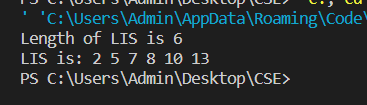 ' 'C:\Users\Admin\AppData\Roaming\Code\
Length of LIS is 6
LIS is: 2 5 7 8 10 13
PS C:\Users\Admin\Desktop\CSE>